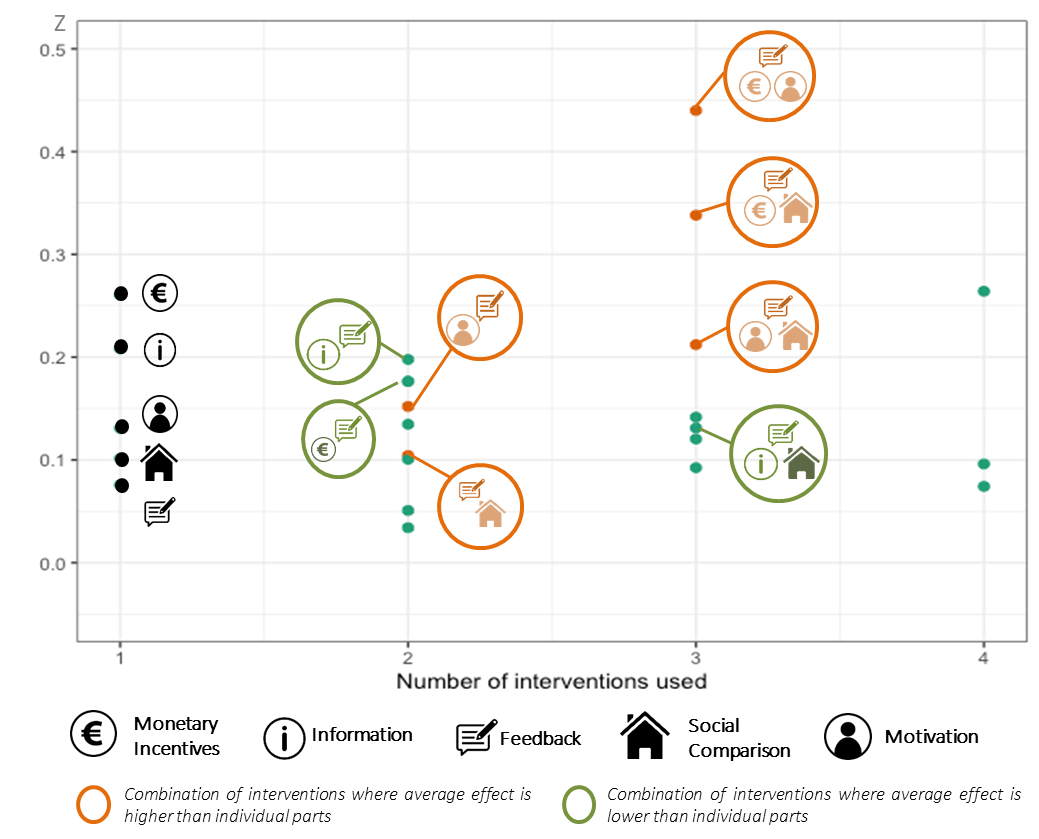 Z
0.5
0.4
0.3
0.2
0.1
0.0
€
i
i
€
€
€
i
1
2
3
4
Number of interventions used
€
Monetary
Incentives
i
Information
Feedback
Social
Comparison
Motivation
Combination of interventions where average effect is
higher than individual parts
Combination of interventions where average effect is
lower than individual parts